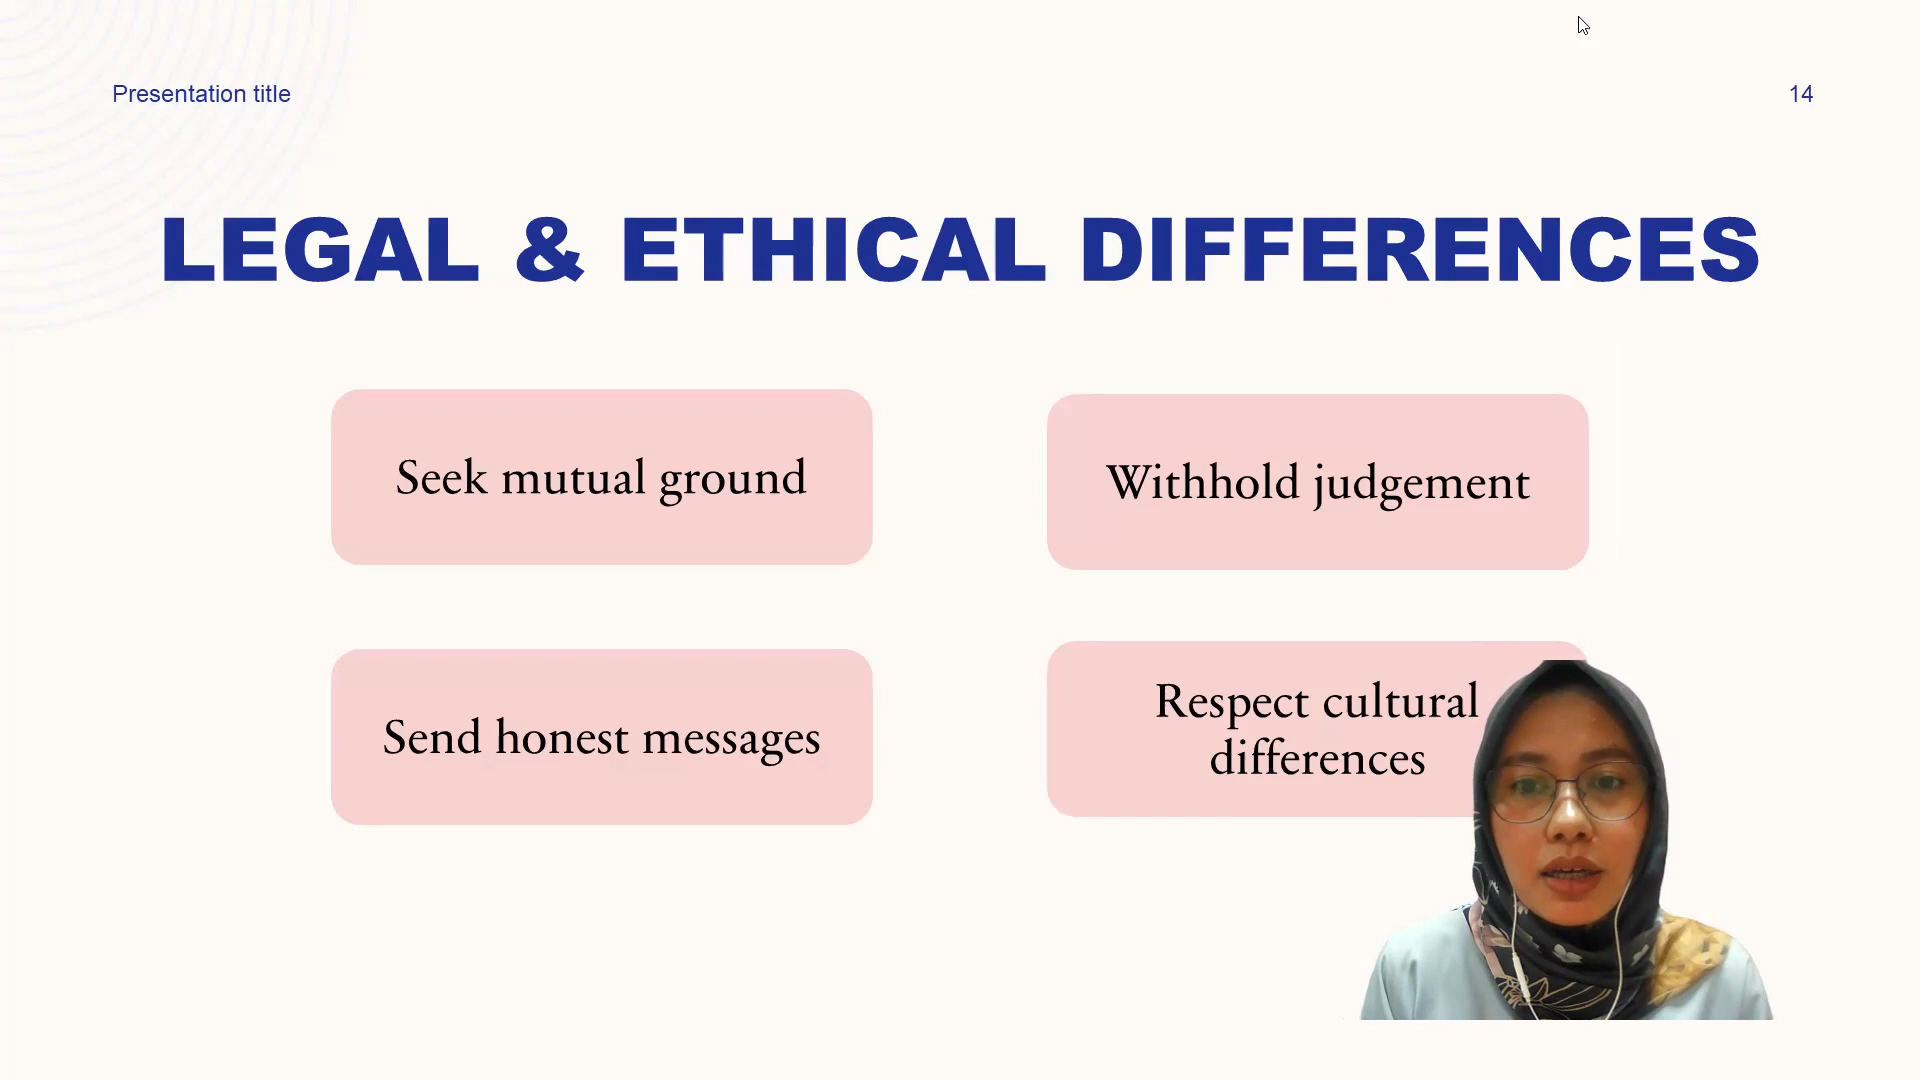 Presentation title
14
LEGAL & ETHICAL DIFFERENCES
Seek mutual ground
Withhold judgement
Send honest messages
Respect cultural
differences